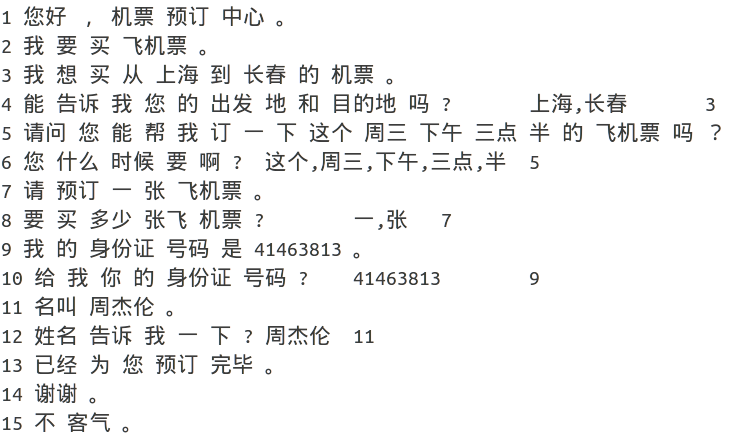 1 您好 , 机票 预订 中心 。
2 我 要 买 飞机票 。
3 我 想 买 从 上海 到 长春 的 机票 。
4 能 告诉 我 您 的 出发 地 和 目的地 吗 ? 上海,长春 3
5 请问 您 能 帮 我 订 一 下 这个 周三 下午 三点 半 的 飞机票 吗 ?
6 您 什么 时候 要 啊 ? 这个,周三,下午,三点,半 5
7 请 预订 一 张 飞机票 。
8 要 买 多少 张飞 机票 ? 一,张 7
9 我 的 身份证 号码 是 41463813 。
10 给 我 你 的 身份证 号码 ? 41463813 9
11 名叫 周杰伦 。
12 姓名 告诉 我 一 下 ? 周杰伦 11
13 已经 为 您 预订 完毕 。
14 谢谢 。
15 不 客气 。